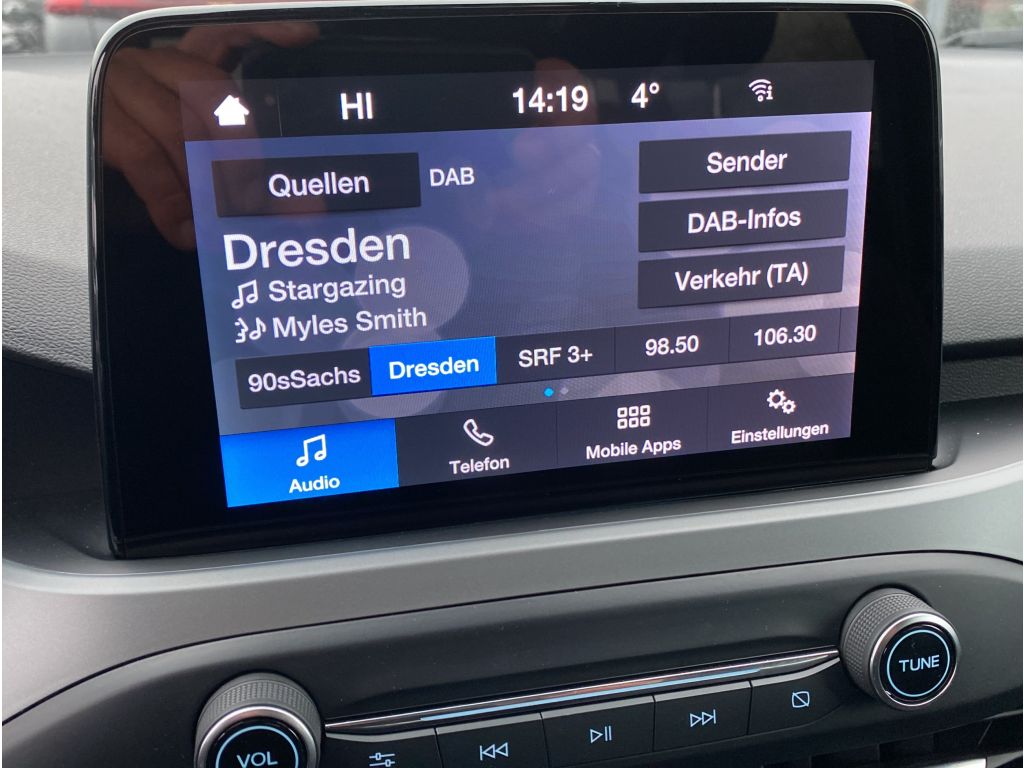 HI 14:19 4°
Quellen DAB Sender
DAB-Infos
Dresden
Verkehr (TA)
Stargazing
Myles Smith
90sSachs Dresden SRF 3+ 98.50 106.30
Audio Telefon Mobile Apps Einstellungen
TUNE
VOL